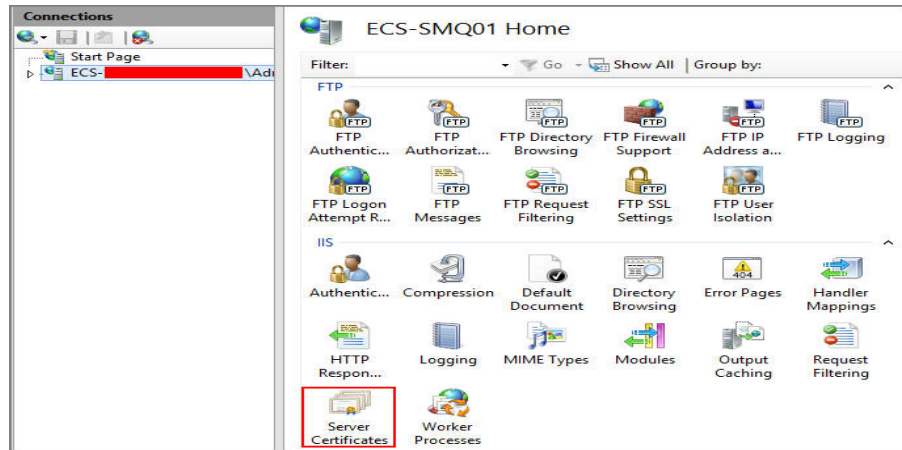 Connections
Start Page
ECS-
\Adi
ECS-SMQ01 Home
Filter:
Go
Show All
Group by:
FTP
FTP
FTP
FTP
FTP
FTP
FTP
FTP Authentic...
FTP Authorizat...
FTP Directory Browsing
FTP Firewall Support
FTP IP Address a...
FTP Logging
FTP
FTP
FTP
FTP
FTP
FTP Logon Attempt R...
FTP Messages
FTP Request Filtering
FTP SSL Settings
FTP User Isolation
IIS
404
Authentic...
Compression
Default Document
Directory Browsing
Error Pages
Handler Mappings
HTTP Respon...
Logging
MIME Types
Modules
Output Caching
Request Filtering
Server Certificates
Worker Processes